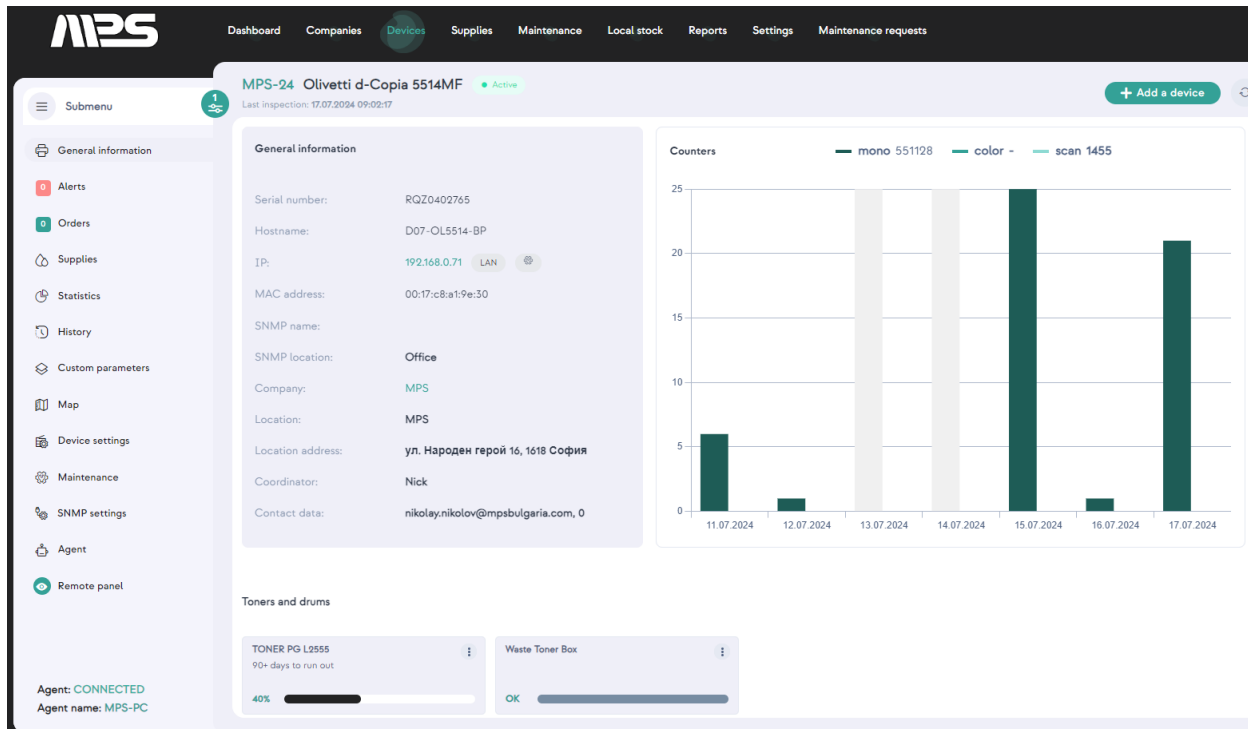 MPS
Dashboard Companies Devices Supplies Maintenance Local stock Reports Settings Maintenance requests
Submenu
1
General information
0 Alerts
0 Orders
Supplies
Statistics
History
Custom parameters
Map
Device settings
Maintenance
SNMP settings
Agent
Remote panel
Agent: CONNECTED
Agent name: MPS-PC
MPS-24 Olivetti d-Copia 5514MF Active
Last inspection: 17.07.2024 09:02:17
+ Add a device
General information
Serial number: RQZ0402765
Hostname: D07-OL5514-BP
IP: 192.168.0.71 LAN
MAC address: 00:17:c8:a1:9e:30
SNMP name:
SNMP location: Office
Company: MPS
Location: MPS
Location address: ул. Народен герой 16, 1618 София
Coordinator: Nick
Contact data: nikolay.nikolov@mpsbulgaria.com, 0
Counters mono 551128 color - scan 1455
25
20
15
10
5
0
11.07.2024 12.07.2024 13.07.2024 14.07.2024 15.07.2024 16.07.2024 17.07.2024
Toners and drums
TONER PG L2555
90+ days to run out
40%
Waste Toner Box
OK